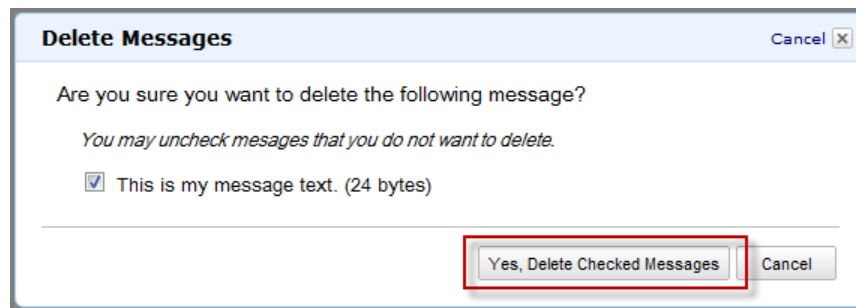 Delete Messages
Cancel
Are you sure you want to delete the following message?
You may uncheck mesages that you do not want to delete.
This is my message text. (24 bytes)
Yes, Delete Checked Messages
Cancel